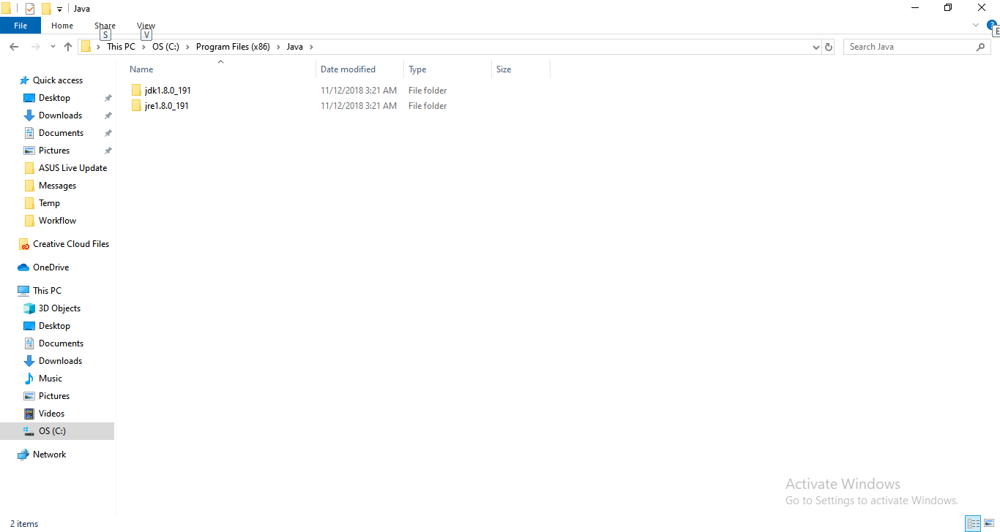 Java
File Home Share View
S V E
This PC OS (C:) Program Files (x86) Java Search Java
Name Date modified Type Size
jdk1.8.0_191 11/12/2018 3:21 AM File folder
jre1.8.0_191 11/12/2018 3:21 AM File folder
Quick access
Desktop
Downloads
Documents
Pictures
ASUS Live Update
Messages
Temp
Workflow
Creative Cloud Files
OneDrive
This PC
3D Objects
Desktop
Documents
Downloads
Music
Pictures
Videos
OS (C:)
Network
Activate Windows
Go to Settings to activate Windows.
2 items